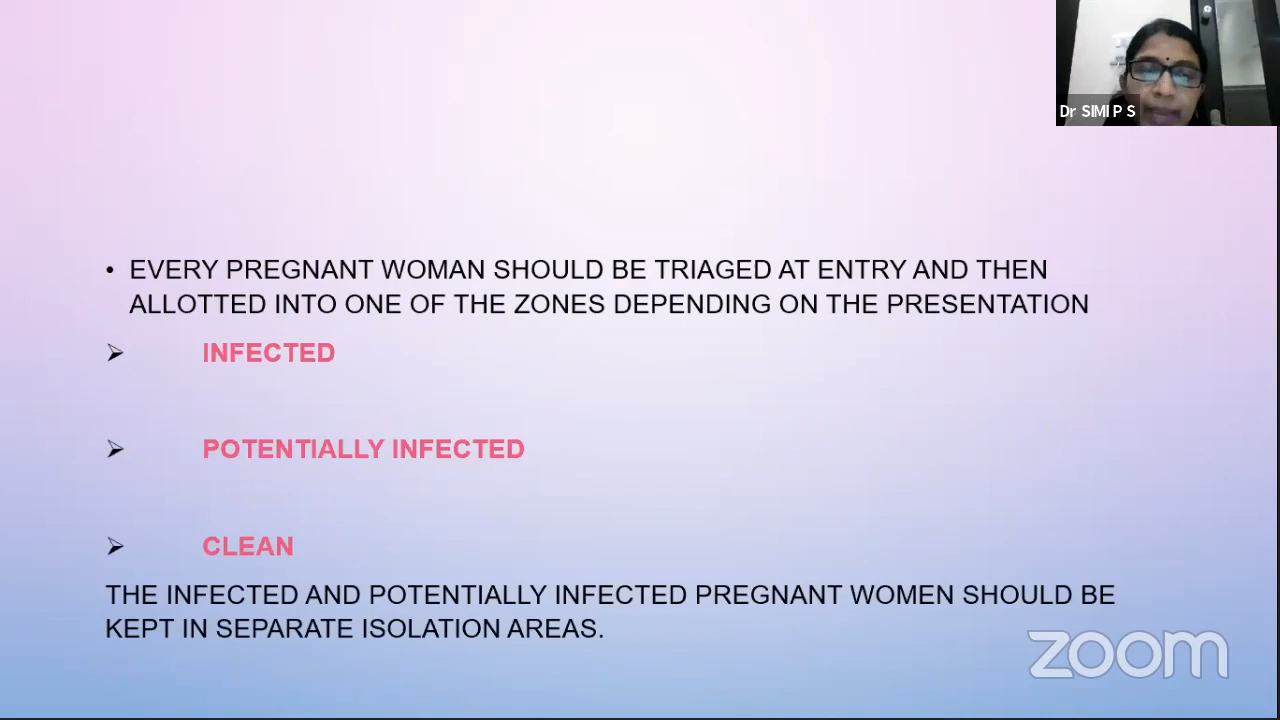 Dr SIMI P S
• EVERY PREGNANT WOMAN SHOULD BE TRIAGED AT ENTRY AND THEN
ALLOTTED INTO ONE OF THE ZONES DEPENDING ON THE PRESENTATION
➢ INFECTED
➢ POTENTIALLY INFECTED
➢ CLEAN
THE INFECTED AND POTENTIALLY INFECTED PREGNANT WOMEN SHOULD BE
KEPT IN SEPARATE ISOLATION AREAS.
zoom